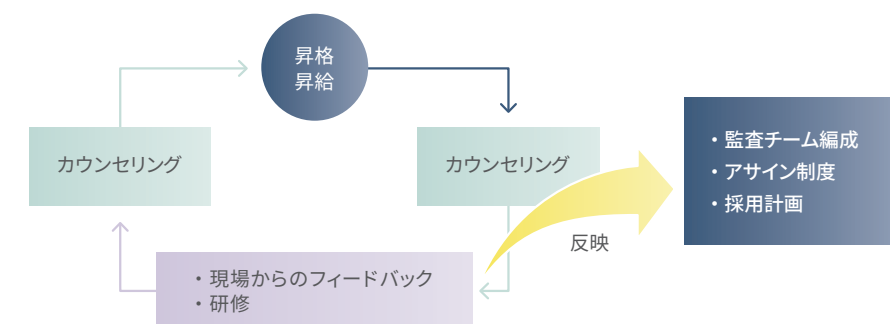 昇格
昇給
カウンセリング
カウンセリング
・監査チーム編成
・アサイン制度
・採用計画
反映
・現場からのフィードバック
・研修